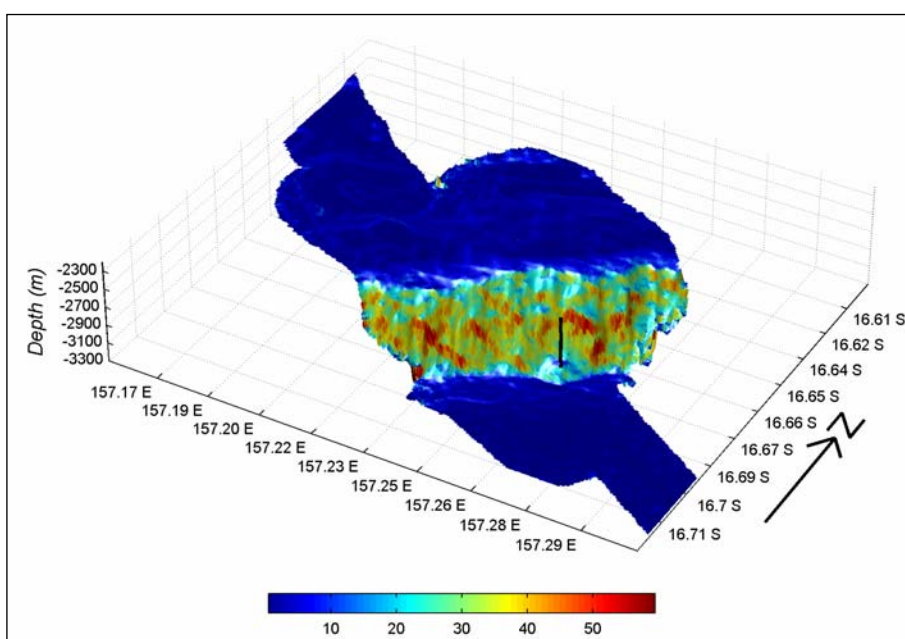 Depth (m)
-2300
-2500
-2700
-2900
-3100
-3300
157.17 E
157.19 E
157.20 E
157.22 E
157.23 E
157.25 E
157.26 E
157.28 E
157.29 E
16.61 S
16.62 S
16.64 S
16.65 S
16.66 S
16.67 S
16.69 S
16.7 S
16.71 S
N
10 20 30 40 50